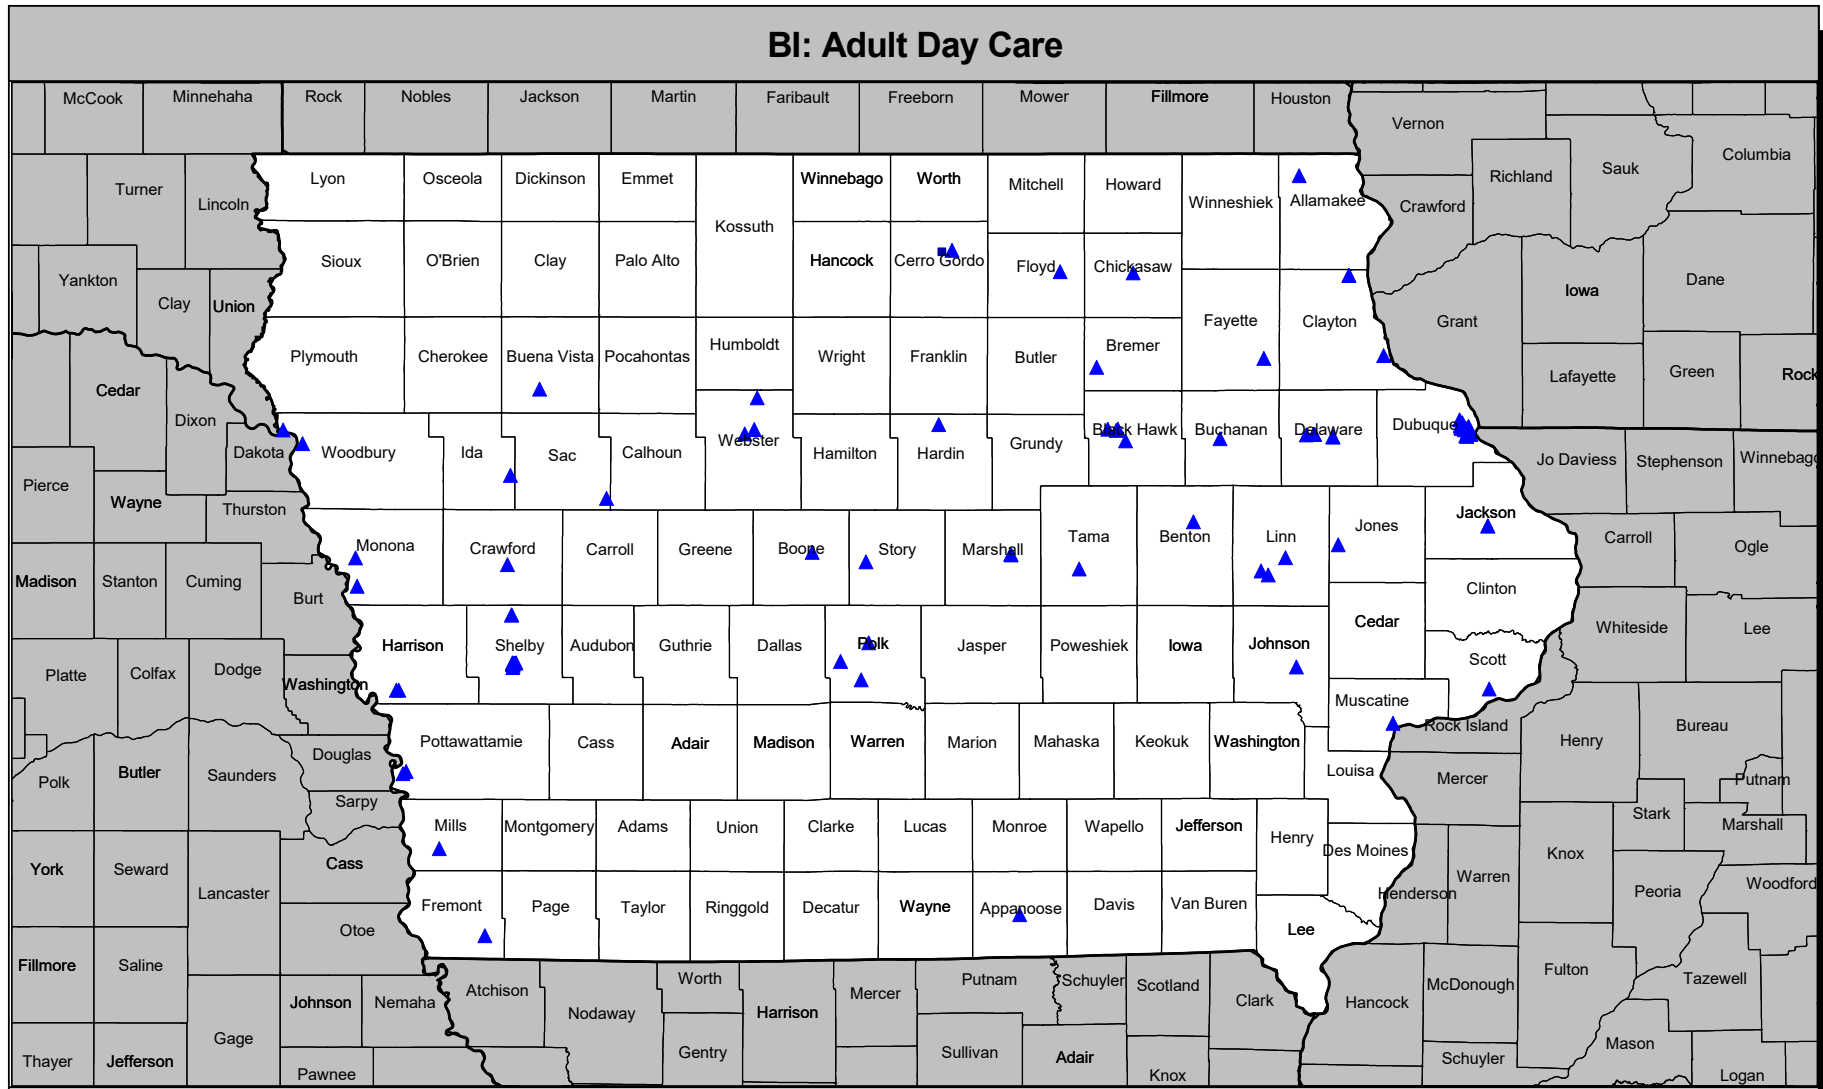 BI: Adult Day Care
McCook Minnehaha Rock Nobles Jackson Martin Faribault Freeborn Mower Fillmore Houston
Vernon
Columbia
Sauk
Richland
Turner
Lincoln
Crawford
Lyon Osceola Dickinson Emmet Winnebago Worth Mitchell Howard
Winneshiek Allamakee
Kossuth
Sioux O'Brien Clay Palo Alto Hancock Cerro Gordo Floyd Chickasaw
Yankton
Clay Union
Iowa
Dane
Grant
Fayette Clayton
Plymouth Cherokee Buena Vista Pocahontas Humboldt Wright Franklin Butler Bremer
Lafayette Green Rock
Cedar
Dixon
Dakota Woodbury Ida Sac Calhoun Webster Hamilton Hardin Grundy Black Hawk Buchanan Delaware Dubuque
Jo Daviess Stephenson Winnebago
Pierce
Wayne
Thurston
Monona Crawford Carroll Greene Boone Story Marshall Tama Benton Linn Jones Jackson
Carroll
Ogle
Madison Stanton Cuming
Burt
Clinton
Harrison Shelby Audubon Guthrie Dallas Polk Jasper Poweshiek Iowa Johnson Cedar
Whiteside Lee
Scott
Platte Colfax Dodge
Washington
Muscatine
Rock Island
Bureau
Henry
Pottawattamie Cass Adair Madison Warren Marion Mahaska Keokuk Washington
Douglas
Louisa
Mercer
Putnam
Polk Butler Saunders
Sarpy
Stark
Marshall
Mills Montgomery Adams Union Clarke Lucas Monroe Wapello Jefferson Henry
Des Moines
Knox
Cass
York Seward
Lancaster
Warren
Peoria
Woodford
Henderson
Fremont Page Taylor Ringgold Decatur Wayne Appanoose Davis Van Buren
Lee
Otoe
Fillmore Saline
Fulton
Tazewell
McDonough
Johnson Nemaha Atchison
Nodaway
Worth
Harrison
Mercer
Putnam
Schuyler Scotland
Clark
Hancock
Gage
Mason
Thayer Jefferson
Gentry
Sullivan
Adair
Schuyler
Pawnee
Knox
Logan